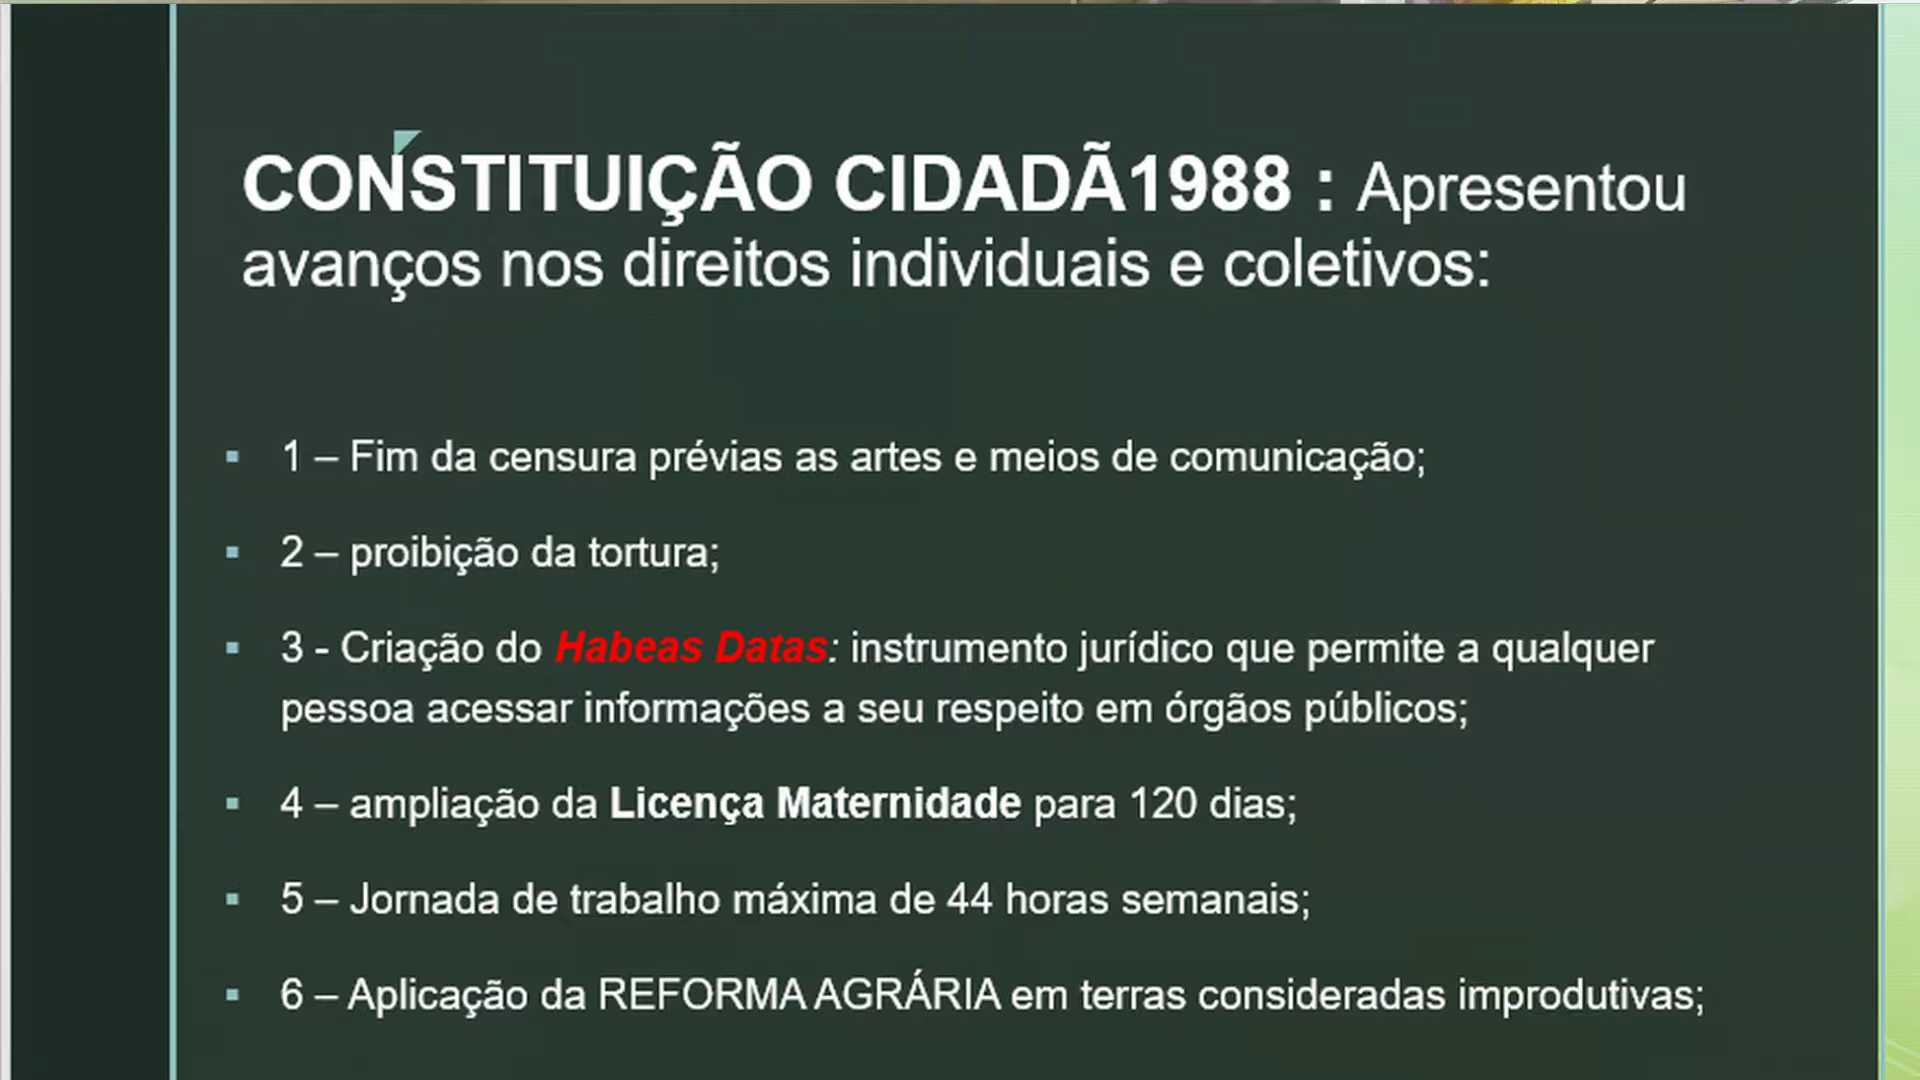 CONSTITUIÇÃO CIDADÃ1988 : Apresentou
avanços nos direitos individuais e coletivos:
▪ 1 – Fim da censura prévias as artes e meios de comunicação;
▪ 2 – proibição da tortura;
▪ 3 - Criação do Habeas Datas: instrumento jurídico que permite a qualquer
pessoa acessar informações a seu respeito em órgãos públicos;
▪ 4 – ampliação da Licença Maternidade para 120 dias;
▪ 5 – Jornada de trabalho máxima de 44 horas semanais;
▪ 6 – Aplicação da REFORMA AGRÁRIA em terras consideradas improdutivas;